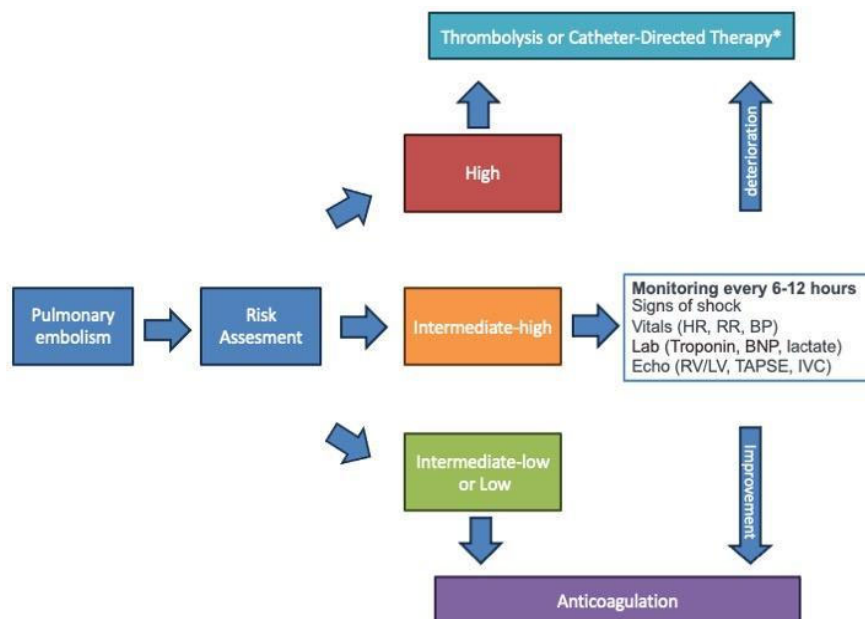 Thrombolysis or Catheter-Directed Therapy*
High
deterioration
Pulmonary
embolism
Risk
Assesment
Intermediate-high
Monitoring every 6-12 hours
Signs of shock
Vitals (HR, RR, BP)
Lab (Troponin, BNP, lactate)
Echo (RV/LV, TAPSE, IVC)
Intermediate-low
or Low
Improvement
Anticoagulation